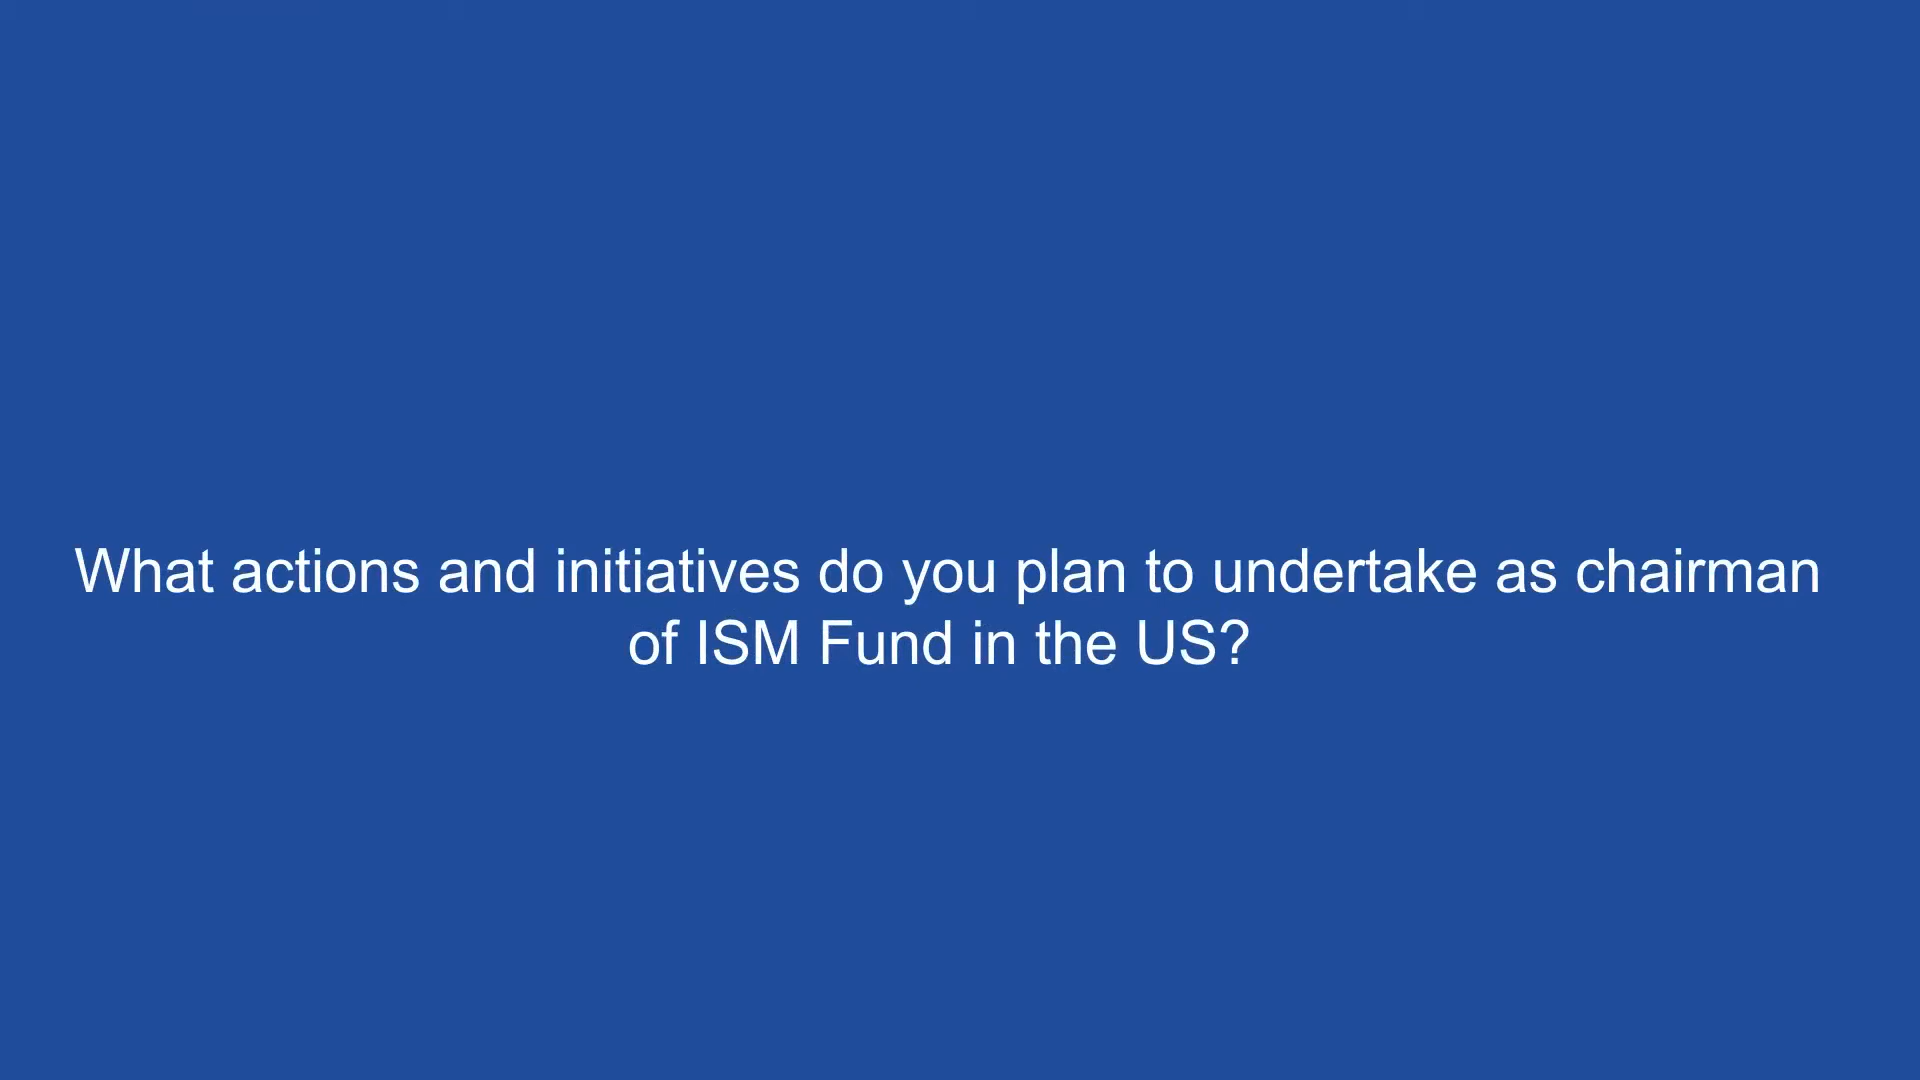 What actions and initiatives do you plan to undertake as chairman
of ISM Fund in the US?